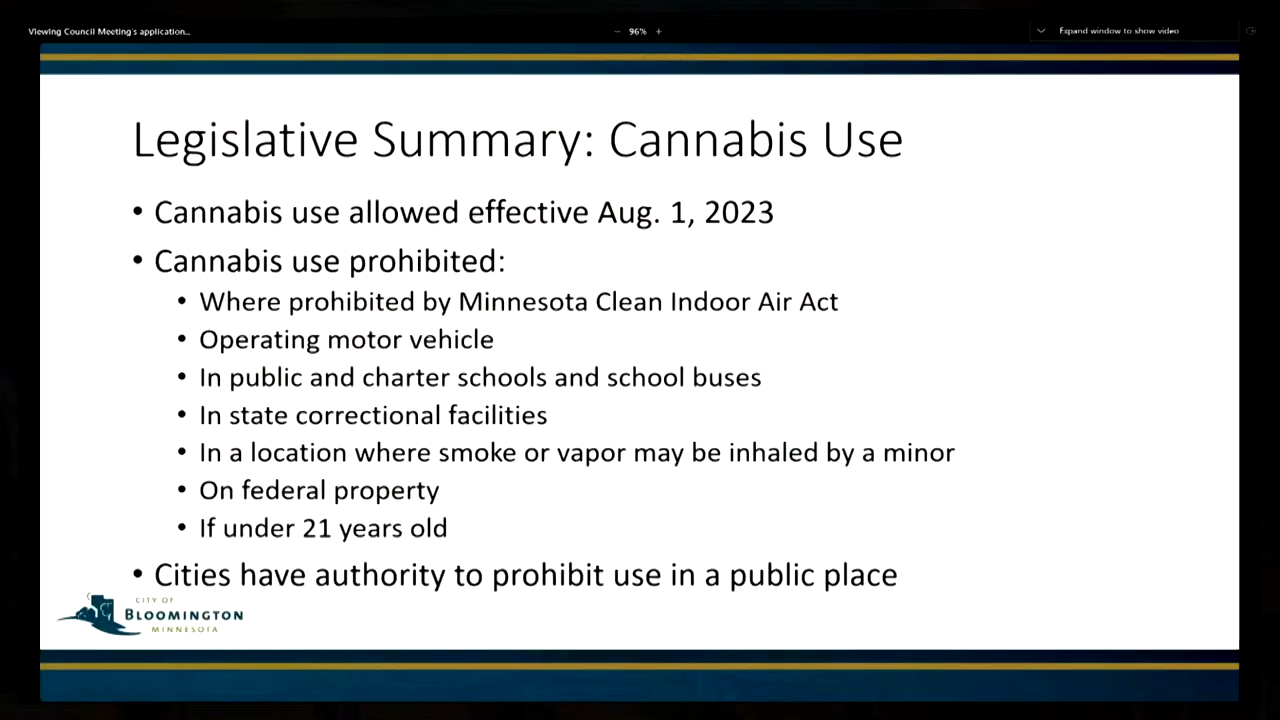 Viewing Council Meeting's application...
− 96% +
Expand window to show video
Legislative Summary: Cannabis Use
• Cannabis use allowed effective Aug. 1, 2023
• Cannabis use prohibited:
• Where prohibited by Minnesota Clean Indoor Air Act
• Operating motor vehicle
• In public and charter schools and school buses
• In state correctional facilities
• In a location where smoke or vapor may be inhaled by a minor
• On federal property
• If under 21 years old
• Cities have authority to prohibit use in a public place
CITY OF
BLOOMINGTON
MINNESOTA